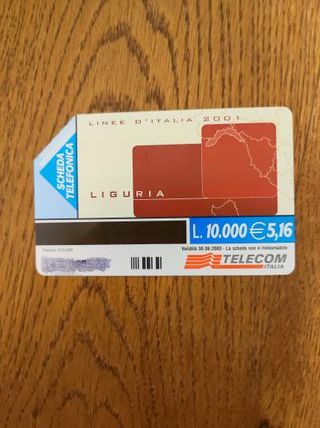 LINEE D'ITALIA 2001
SCHEDA
TELEFONICA
LIGURIA
L. 10.000 € 5,16
Validità 30.06.2003 - La scheda non è rimborsabile
TELECOM
ITALIA